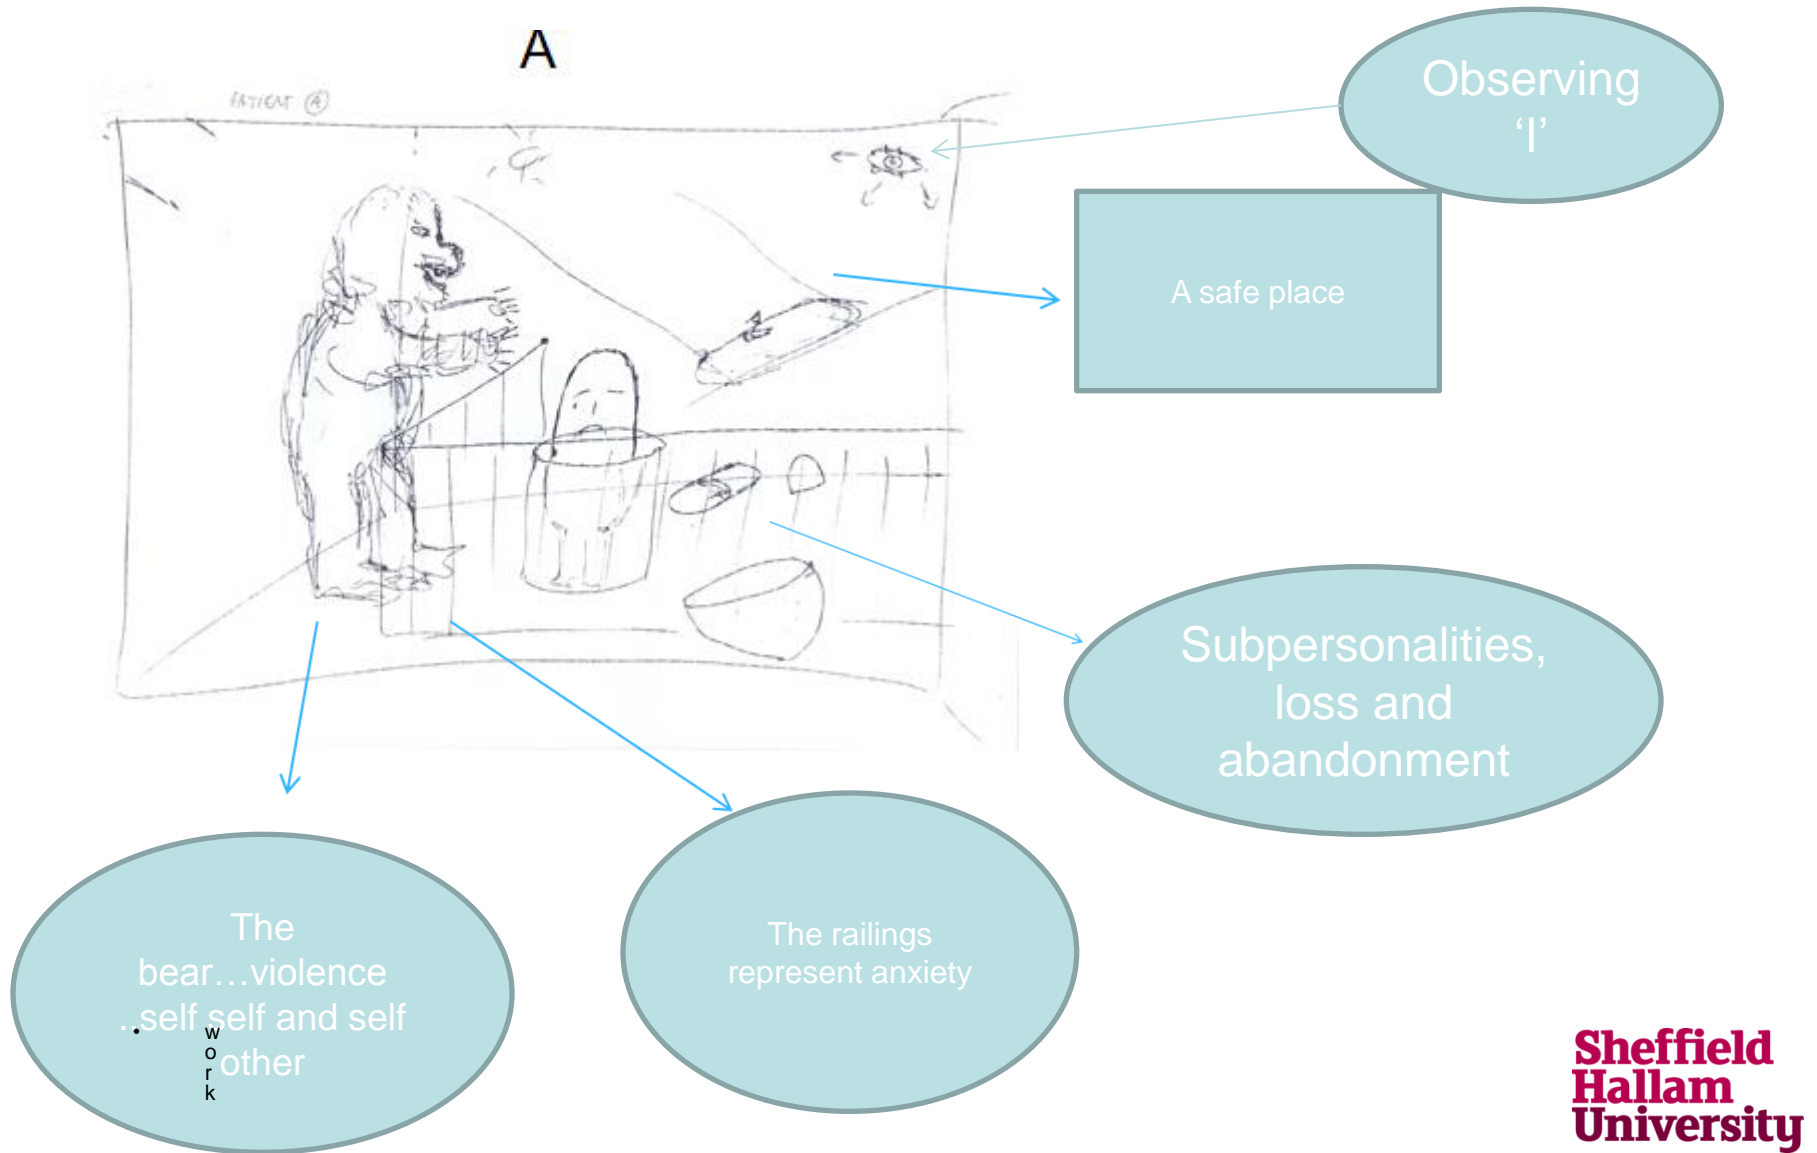 A
PATIENT A
Observing
‘I’
A safe place
Subpersonalities,
loss and
abandonment
The railings
represent anxiety
The
bear…violence
..self self and self
other
• work
Sheffield
Hallam
University